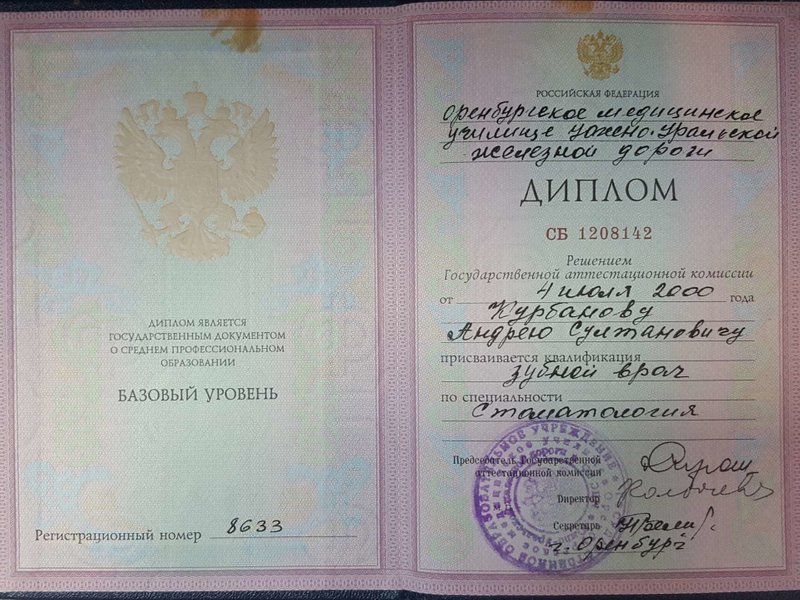 ДИПЛОМ ЯВЛЯЕТСЯ
ГОСУДАРСТВЕННЫМ ДОКУМЕНТОМ
О СРЕДНЕМ ПРОФЕССИОНАЛЬНОМ
ОБРАЗОВАНИИ
БАЗОВЫЙ УРОВЕНЬ
Регистрационный номер 8633
РОССИЙСКАЯ ФЕДЕРАЦИЯ
Оренбургское медицинское
училище Южно-Уральской
железной дороги
ДИПЛОМ
СБ 1208142
Решением
Государственной аттестационной комиссии
от 4 июля 2000 года
Курбанову
Андрею Султановичу
присваивается квалификация
зубной врач
по специальности
Стоматология
Председатель Государственной
аттестационной комиссии
Директор
Секретарь
г. Оренбург